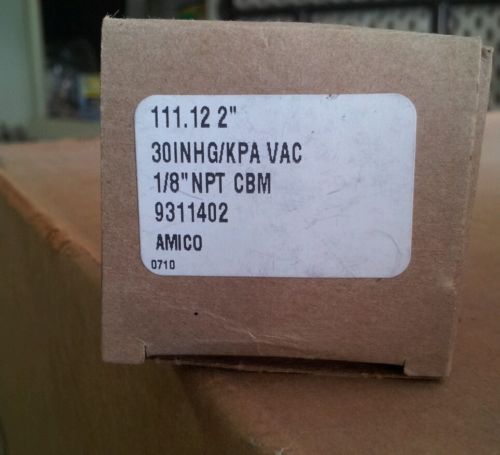 111.12 2"
30INHG/KPA VAC
1/8"NPT CBM
9311402
AMICO
0710